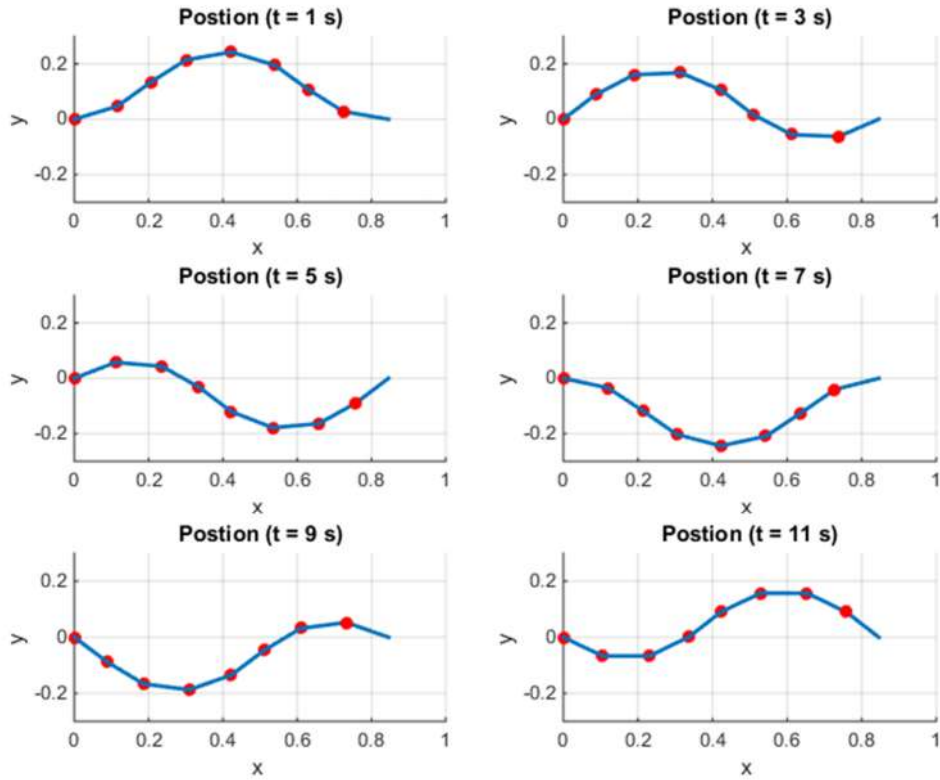 Postion (t = 1 s)
0.2
0
-0.2
y
0 0.2 0.4 0.6 0.8 1
x
Postion (t = 3 s)
0.2
0
-0.2
y
0 0.2 0.4 0.6 0.8 1
x
Postion (t = 5 s)
0.2
0
-0.2
y
0 0.2 0.4 0.6 0.8 1
x
Postion (t = 7 s)
0.2
0
-0.2
y
0 0.2 0.4 0.6 0.8 1
x
Postion (t = 9 s)
0.2
0
-0.2
y
0 0.2 0.4 0.6 0.8 1
x
Postion (t = 11 s)
0.2
0
-0.2
y
0 0.2 0.4 0.6 0.8 1
x